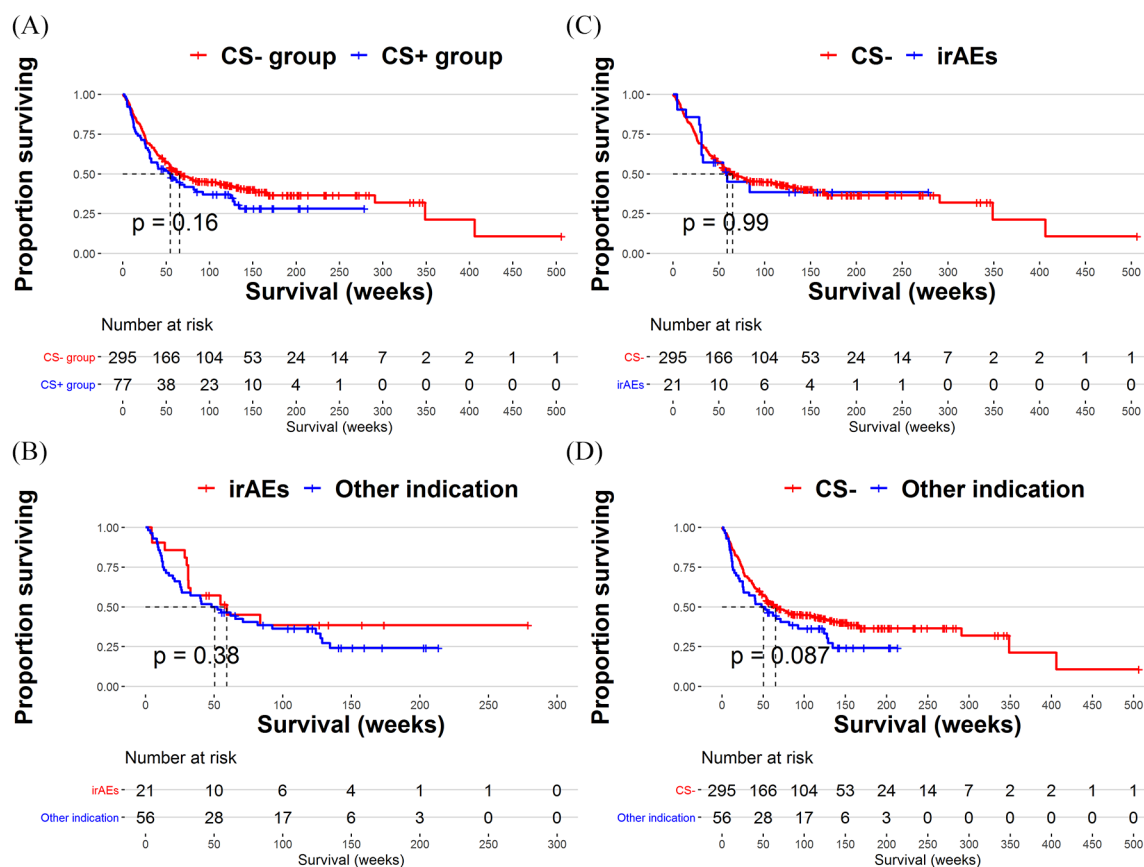 (A)
CS- group CS+ group
Proportion surviving
1.00
0.75
0.50
0.25
0.00
p = 0.16
0 50 100 150 200 250 300 350 400 450 500
Survival (weeks)
Number at risk
CS- group 295 166 104 53 24 14 7 2 2 1 1
CS+ group 77 38 23 10 4 1 0 0 0 0 0
0 50 100 150 200 250 300 350 400 450 500
Survival (weeks)
(C)
CS- irAEs
Proportion surviving
1.00
0.75
0.50
0.25
0.00
p = 0.99
0 50 100 150 200 250 300 350 400 450 500
Survival (weeks)
Number at risk
CS- 295 166 104 53 24 14 7 2 2 1 1
irAEs 21 10 6 4 1 1 0 0 0 0 0
0 50 100 150 200 250 300 350 400 450 500
Survival (weeks)
(B)
irAEs Other indication
Proportion surviving
1.00
0.75
0.50
0.25
0.00
p = 0.38
0 50 100 150 200 250 300
Survival (weeks)
Number at risk
irAEs 21 10 6 4 1 1 0
Other indication 56 28 17 6 3 0 0
0 50 100 150 200 250 300
Survival (weeks)
(D)
CS- Other indication
Proportion surviving
1.00
0.75
0.50
0.25
0.00
p = 0.087
0 50 100 150 200 250 300 350 400 450 500
Survival (weeks)
Number at risk
CS- 295 166 104 53 24 14 7 2 2 1 1
Other indication 56 28 17 6 3 0 0 0 0 0 0
0 50 100 150 200 250 300 350 400 450 500
Survival (weeks)